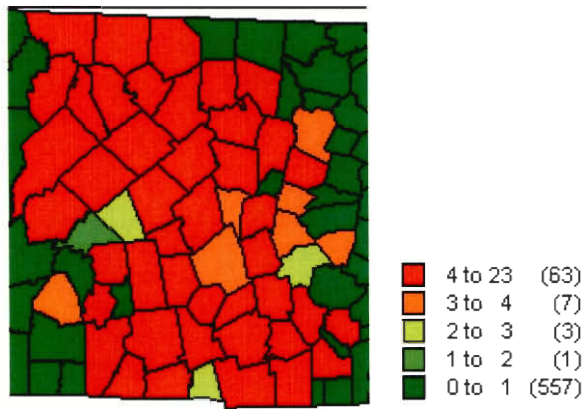 4 to 23 (63)
3 to 4 (7)
2 to 3 (3)
1 to 2 (1)
0 to 1 (557)